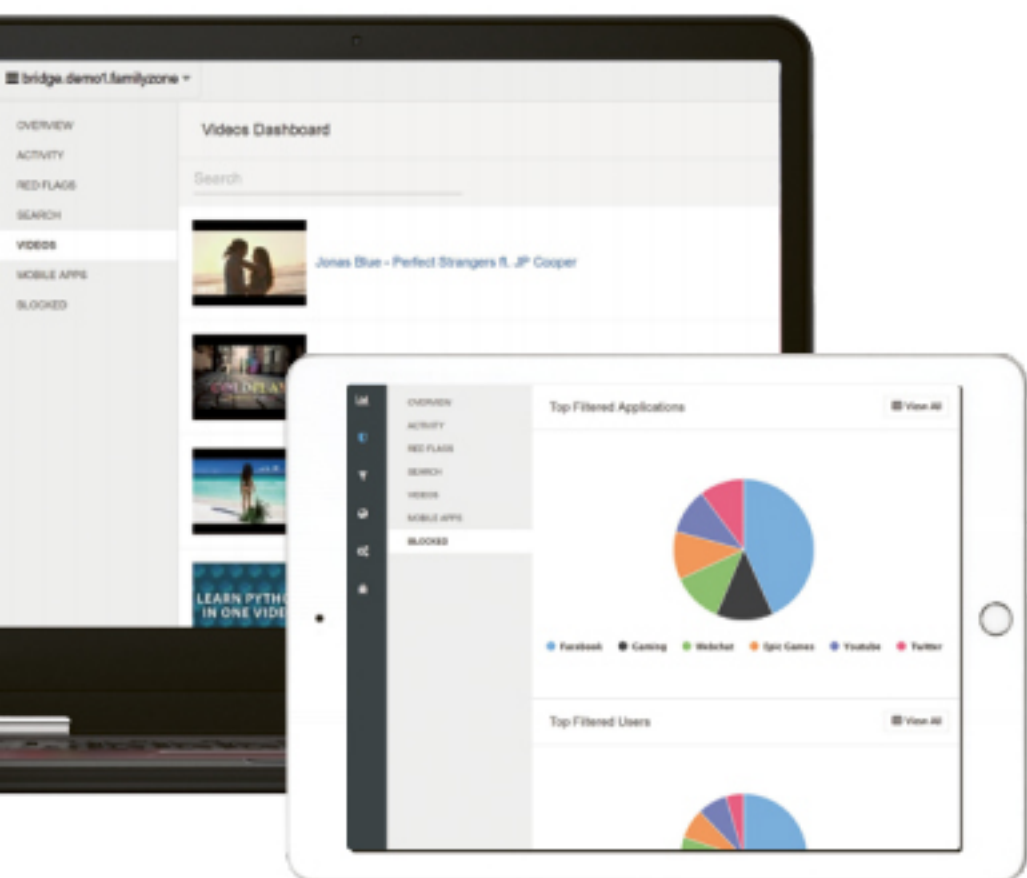 bridge.demo1.familyzone
OVERVIEW
ACTIVITY
RED FLAGS
SEARCH
VIDEOS
MOBILE APPS
BLOCKED
Videos Dashboard
Search
Jonas Blue - Perfect Strangers ft. JP Cooper
COLDPLAY
LEARN PYTHO
IN ONE VIDE
OVERVIEW
ACTIVITY
RED FLAGS
SEARCH
VIDEOS
MOBILE APPS
BLOCKED
Top Filtered Applications
View All
Facebook Gaming Webchat Epic Games Youtube Twitter
Top Filtered Users
View All